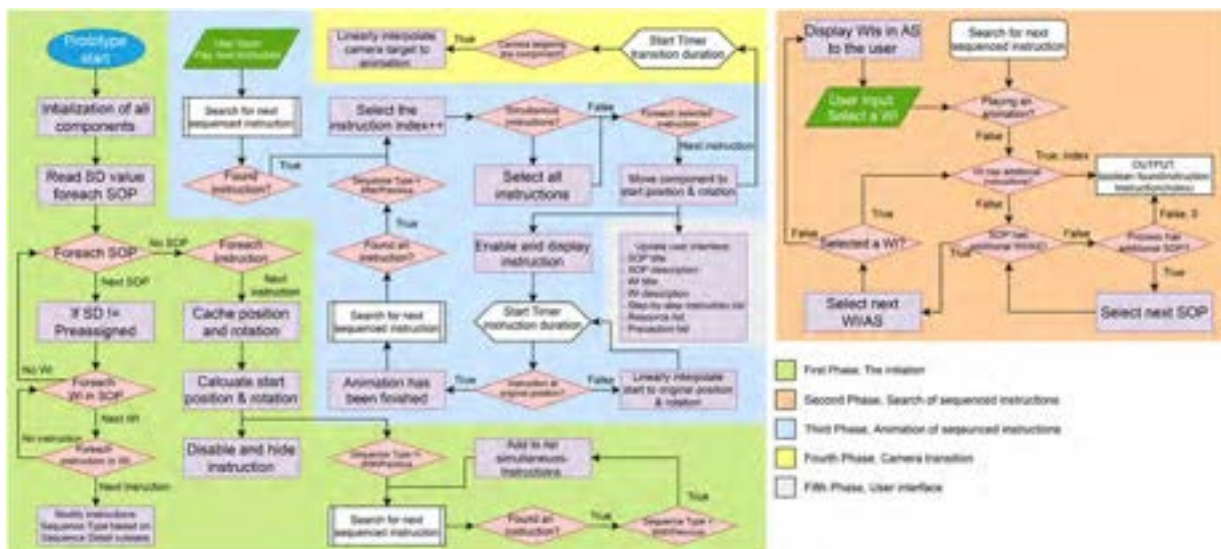 Prototype
start
Intialization of all
components
Read SD value
foreach SOP
Foreach SOP
No SOP
Next SOP
If SD !=
Preassigned
No WI
Foreach
WI in SOP
Next WI
No instruction
Foreach
instruction in WI
Next instruction
Modify instructions
Sequence Type based on
Foreach
instruction
Next
instruction
Cache position
and rotation
Calculate start
position & rotation
Disable and hide
instruction
User Input
Play next instruction
Search for next
sequenced instruction
Found
instruction?
True
Linearly interpolate
camera target to
animation
True
Camera targeting
the component?
Start Timer
transition duration
Select the
instruction index++
Simultaneous
instructions?
False
Foreach selected
instruction
Next instruction
Select all
instructions
Move component to
start position & rotation
Sequence Type =
AfterPrevious
True
Found an
instruction?
Search for next
sequenced instruction
Animation has
been finished
True
Enable and display
instruction
Start Timer
instruction duration
Instruction at
original position?
False
Linearly interpolate
start to original position
& rotation
Update user interface
- SOP title
- SOP description
- WI title
- WI description
- Step-by-step instruction list
- Resource list
- Precaution list
Sequence Type
Add to list
simultaneous-
instructions
Search for next
sequenced instruction
Found an
instruction?
True
Sequence Type =
WithPrevious
True
Display WIs in AS
to the user
User Input:
Select a WI
Search for next
sequenced instruction
Playing an
animation?
False
WI has additional
instructions?
True, index
OUTPUT
boolean foundInstruction
Instruction(index)
False
SOP has
additional WI/AS?
True
False
Process has
additional SOP?
False, 0
True
Select next SOP
Select next
WI/AS
Selected a WI?
True
False
First Phase, The initiation
Second Phase, Search of sequenced instructions
Third Phase, Animation of seqeunced instructions
Fourth Phase, Camera transition
Fifth Phase, User interface